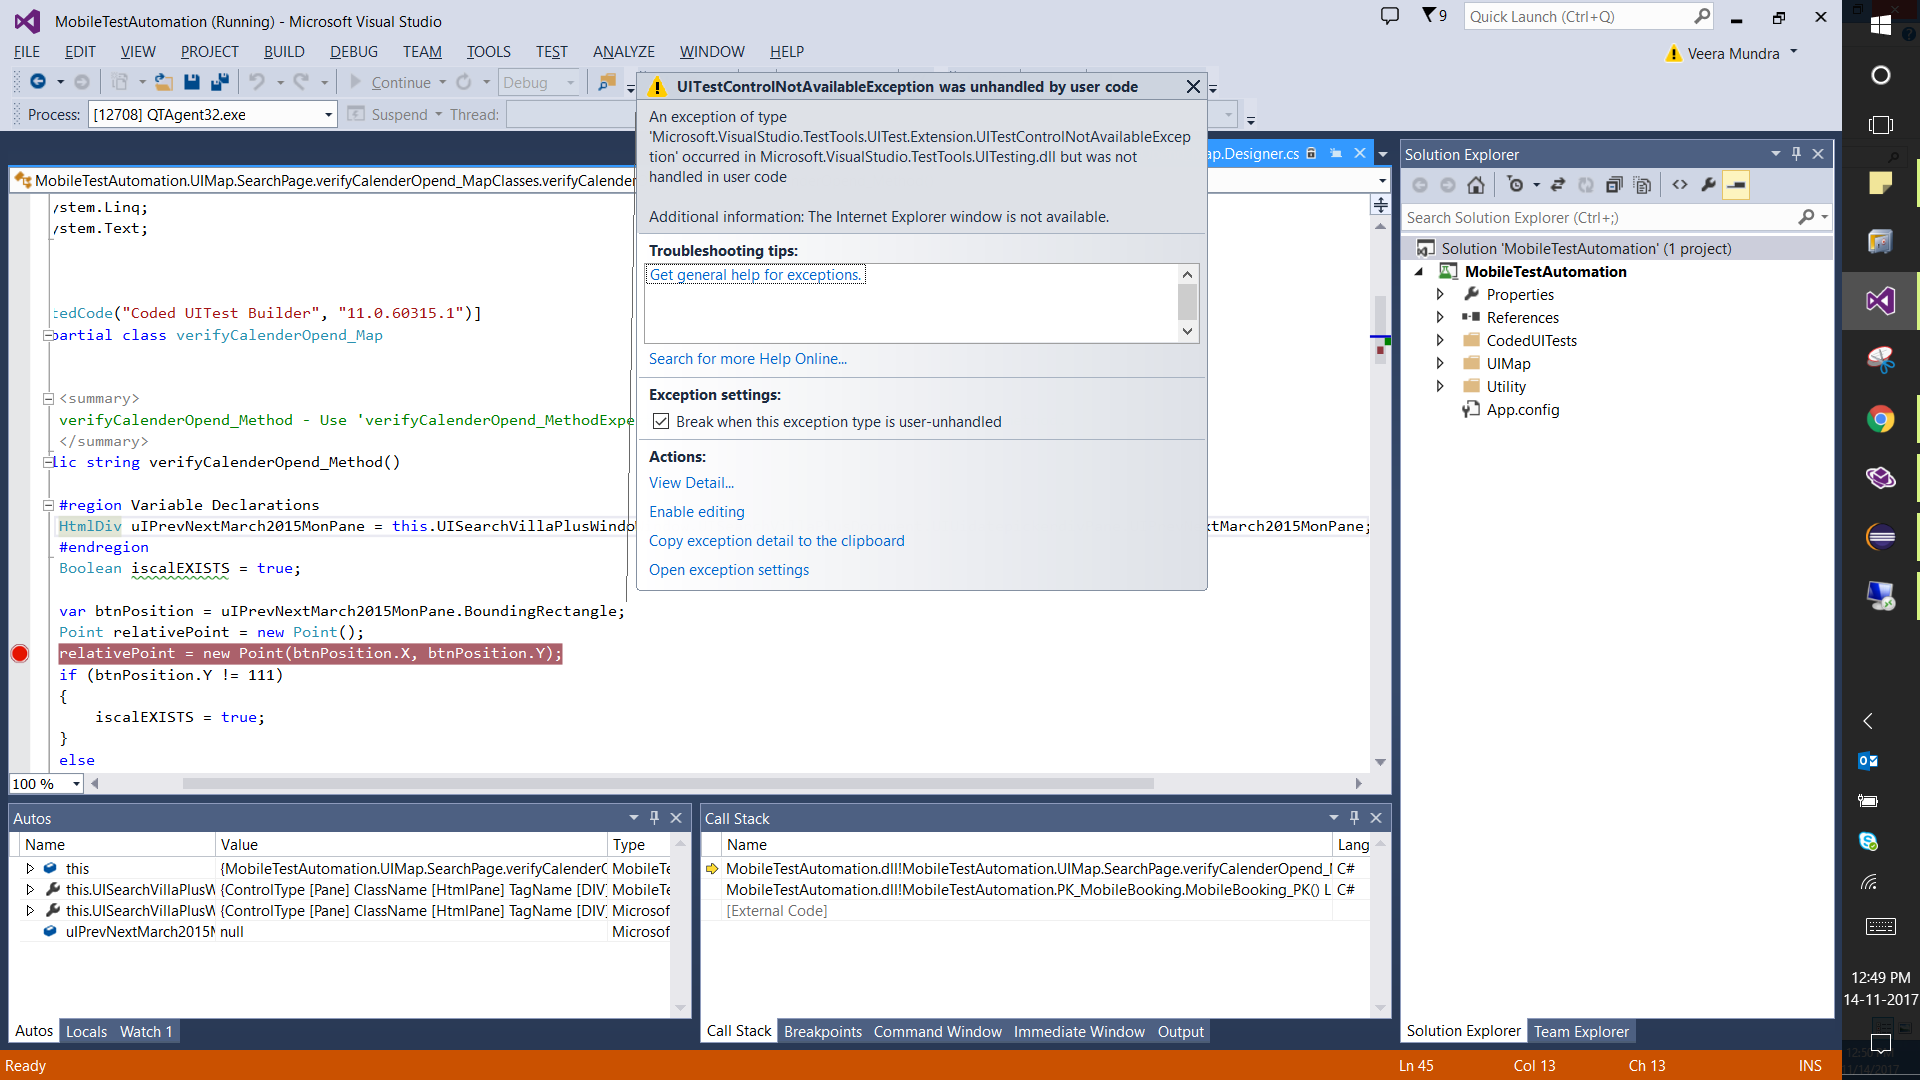 MobileTestAutomation (Running) - Microsoft Visual Studio
9
Quick Launch (Ctrl+Q)
FILE EDIT VIEW PROJECT BUILD DEBUG TEAM TOOLS TEST ANALYZE WINDOW HELP
Veera Mundra
Continue
Debug
Process: [12708] QTAgent32.exe
Suspend
Thread:
UITestControlNotAvailableException was unhandled by user code
An exception of type
'Microsoft.VisualStudio.TestTools.UITest.Extension.UITestControlNotAvailableExcep
tion' occurred in Microsoft.VisualStudio.TestTools.UITesting.dll but was not
handled in user code
Additional information: The Internet Explorer window is not available.
Troubleshooting tips:
Get general help for exceptions.
Search for more Help Online...
Exception settings:
Break when this exception type is user-unhandled
Actions:
View Detail...
Enable editing
Copy exception detail to the clipboard
Open exception settings
ap.Designer.cs
MobileTestAutomation.UIMap.SearchPage.verifyCalenderOpend_MapClasses.verifyCalender
ystem.Linq;
ystem.Text;
tedCode("Coded UITest Builder", "11.0.60315.1")]
partial class verifyCalenderOpend_Map
<summary>
verifyCalenderOpend_Method - Use 'verifyCalenderOpend_MethodExpe
</summary>
lic string verifyCalenderOpend_Method()
#region Variable Declarations
HtmlDiv uIPrevNextMarch2015MonPane = this.UISearchVillaPlusWindow
xtMarch2015MonPane;
#endregion
Boolean iscalEXISTS = true;
var btnPosition = uIPrevNextMarch2015MonPane.BoundingRectangle;
Point relativePoint = new Point();
relativePoint = new Point(btnPosition.X, btnPosition.Y);
if (btnPosition.Y != 111)
{
iscalEXISTS = true;
}
else
100 %
Solution Explorer
Search Solution Explorer (Ctrl+;)
Solution 'MobileTestAutomation' (1 project)
MobileTestAutomation
Properties
References
CodedUITests
UIMap
Utility
App.config
Autos
Name Value Type
this {MobileTestAutomation.UIMap.SearchPage.verifyCalenderO MobileTe
this.UISearchVillaPlusW {ControlType [Pane] ClassName [HtmlPane] TagName [DIV] MobileTe
this.UISearchVillaPlusW {ControlType [Pane] ClassName [HtmlPane] TagName [DIV] Microsof
uIPrevNextMarch2015M null Microsof
Autos Locals Watch 1
Call Stack
Name Lang
MobileTestAutomation.dll!MobileTestAutomation.UIMap.SearchPage.verifyCalenderOpend_M C#
MobileTestAutomation.dll!MobileTestAutomation.PK_MobileBooking.MobileBooking_PK() L C#
[External Code]
Call Stack Breakpoints Command Window Immediate Window Output
Solution Explorer Team Explorer
12:49 PM
14-11-2017
Ready
Ln 45 Col 13 Ch 13 INS